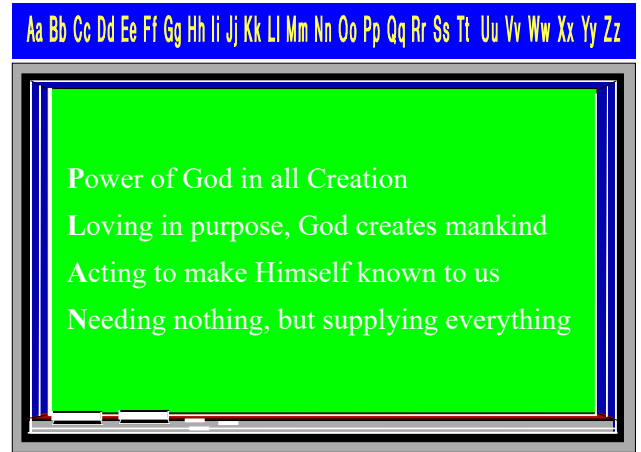 Aa Bb Cc Dd Ee Ff Gg Hh Ii Jj Kk Ll Mm Nn Oo Pp Qq Rr Ss Tt Uu Vv Ww Xx Yy Zz
Power of God in all Creation
Loving in purpose, God creates mankind
Acting to make Himself known to us
Needing nothing, but supplying everything